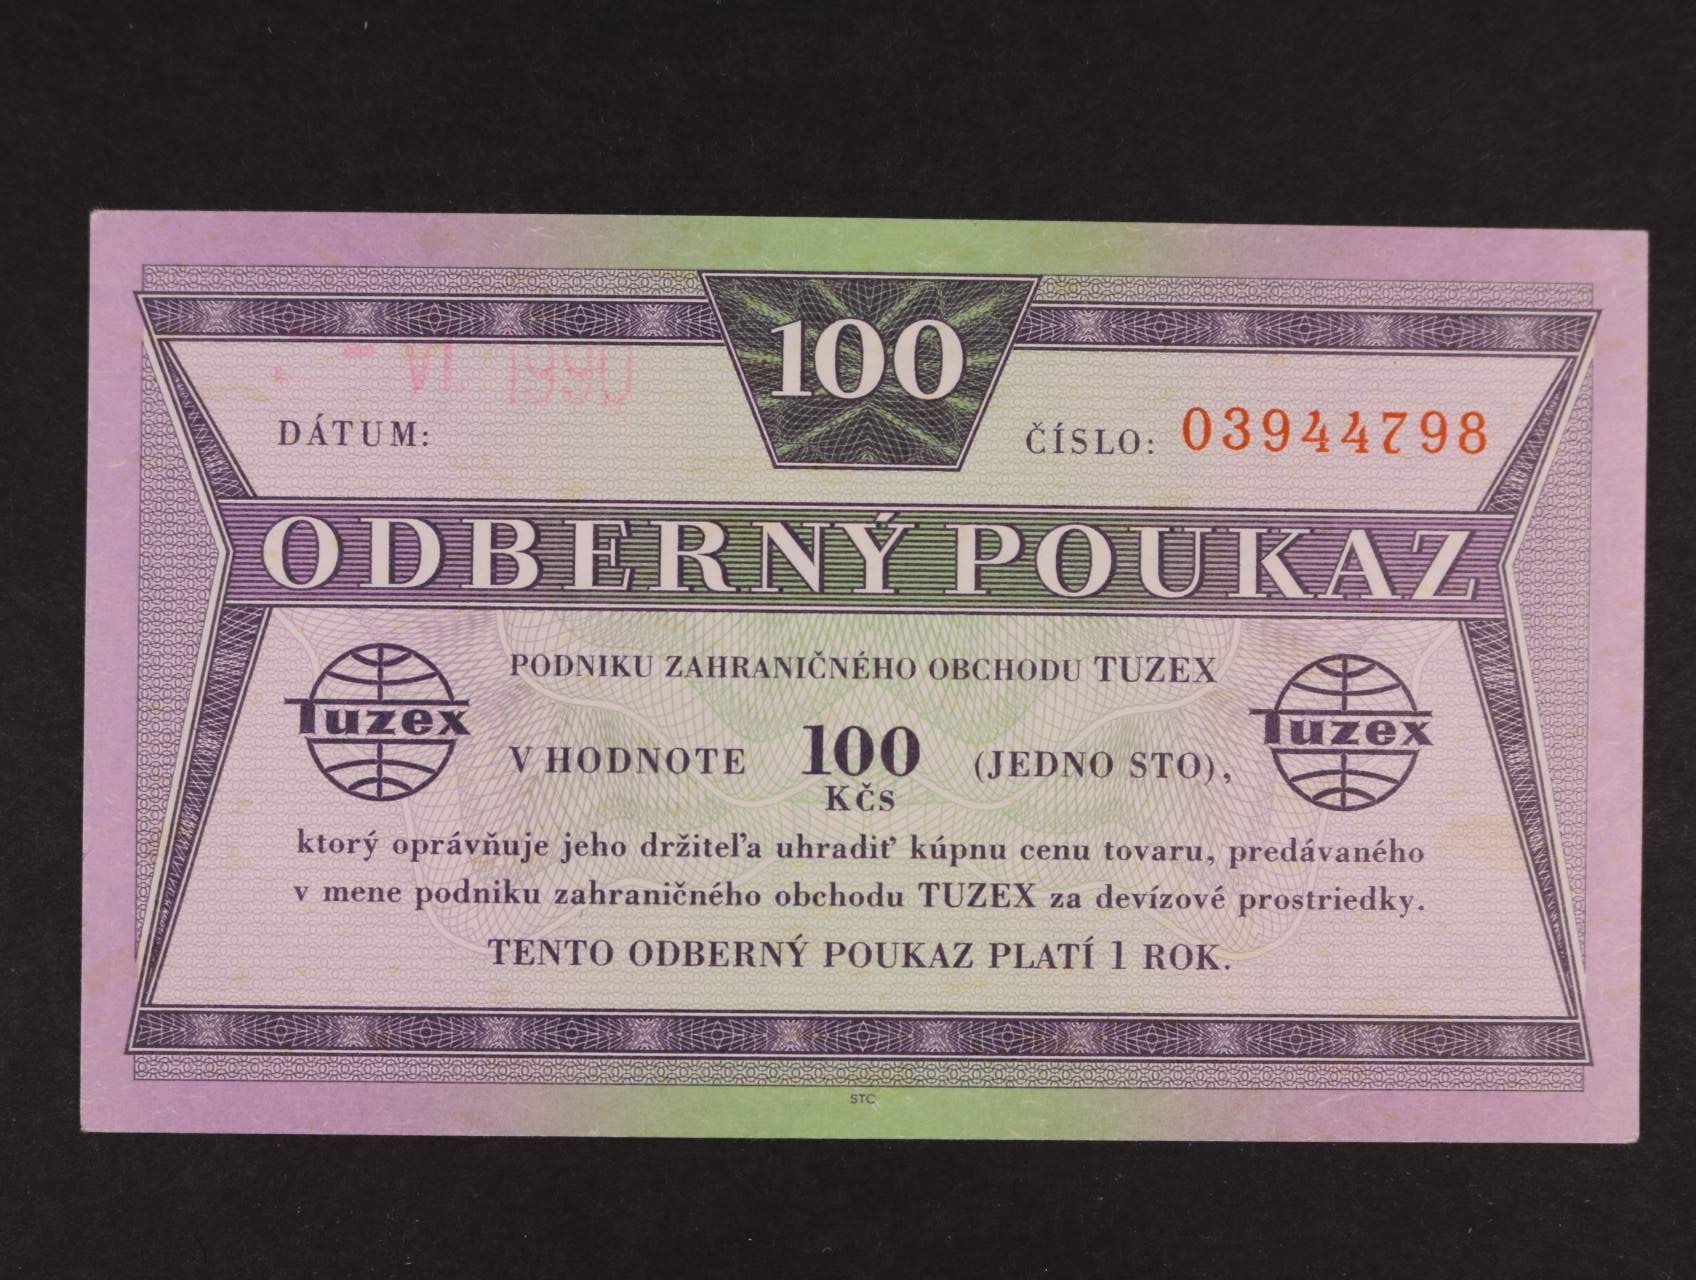 100
- VI. 1990
DÁTUM:
ČÍSLO: 03944798
ODBERNÝ POUKAZ
PODNIKU ZAHRANIČNÉHO OBCHODU TUZEX
Tuzex
Tuzex
V HODNOTE 100 (JEDNO STO),
KČS
ktorý oprávňuje jeho držiteľa uhradiť kúpnu cenu tovaru, predávaného
v mene podniku zahraničného obchodu TUZEX za devízové prostriedky.
TENTO ODBERNÝ POUKAZ PLATÍ 1 ROK.
STC